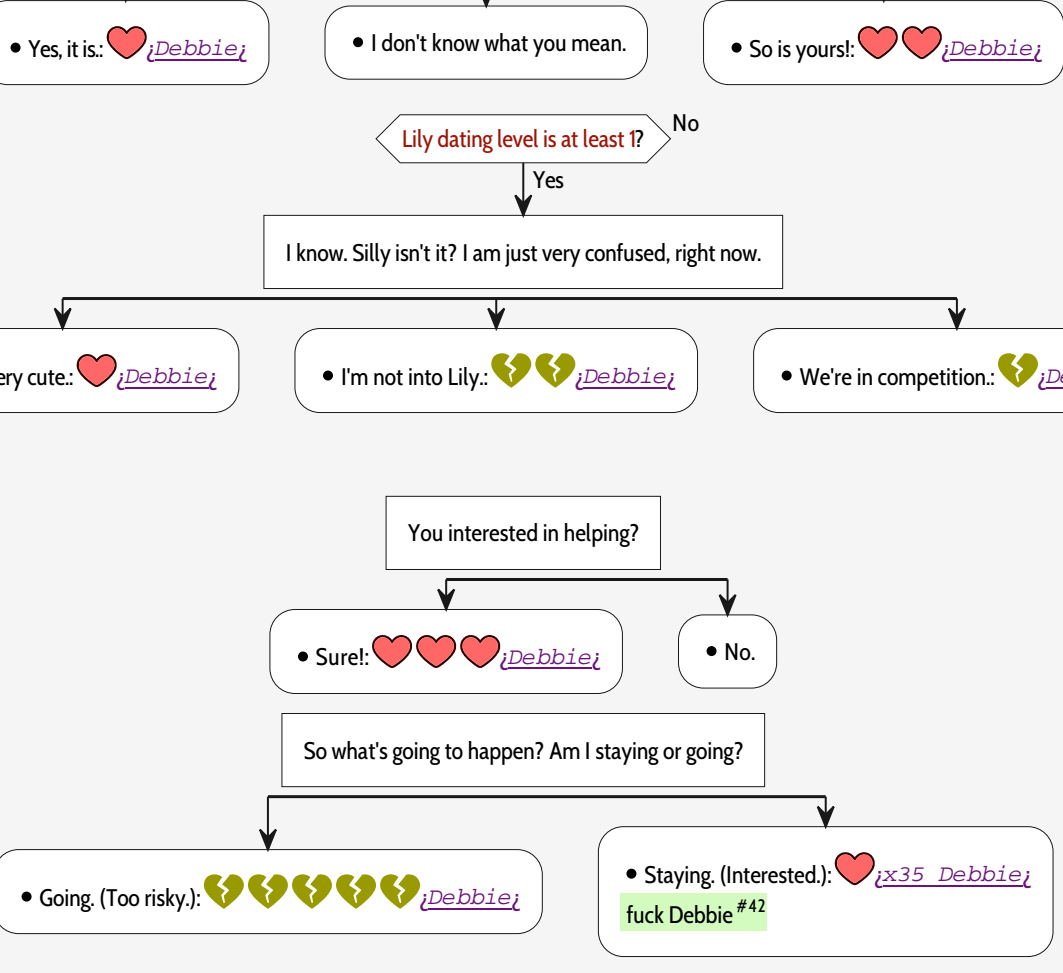 • Yes, it is.: ¡Debbie¿
• I don't know what you mean.
• So is yours!: ¡Debbie¿
Lily dating level is at least 1?
No
Yes
I know. Silly isn't it? I am just very confused, right now.
ery cute.: ¡Debbie¿
• I'm not into Lily.: ¡Debbie¿
• We're in competition.: ¡De
You interested in helping?
• Sure!: ¡Debbie¿
• No.
So what's going to happen? Am I staying or going?
• Going. (Too risky.): ¡Debbie¿
• Staying. (Interested.): ¡x35 Debbie¿
fuck Debbie #42